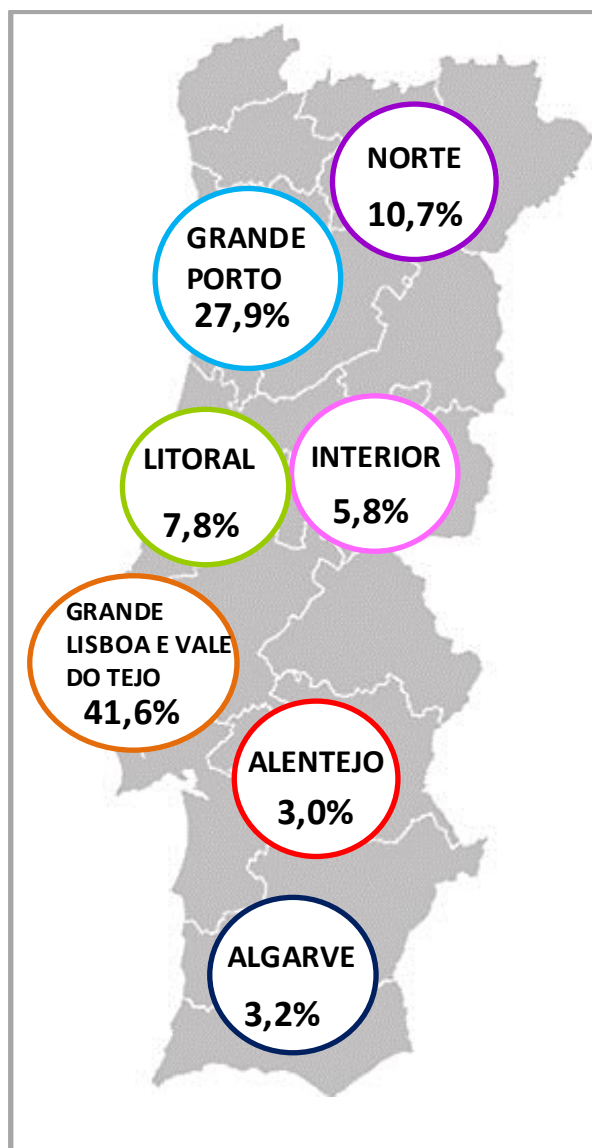 NORTE
10,7%
GRANDE
PORTO
27,9%
LITORAL
7,8%
INTERIOR
5,8%
GRANDE
LISBOA E VALE
DO TEJO
41,6%
ALENTEJO
3,0%
ALGARVE
3,2%